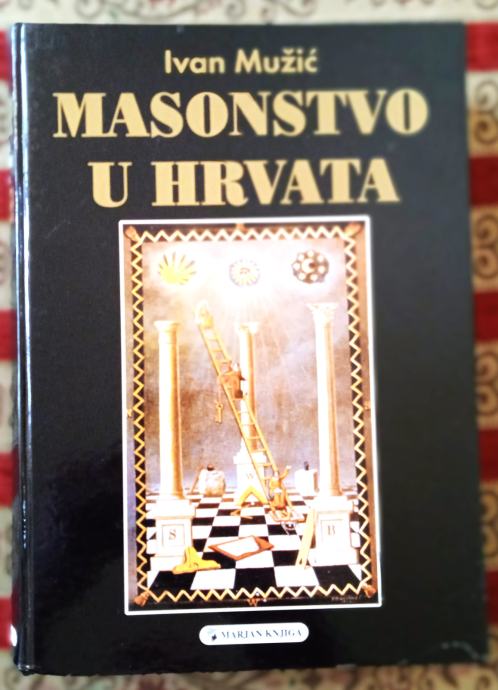 Ivan Mužić
MASONSTVO
U HRVATA
W
S
B
MARJAN KNJIGA